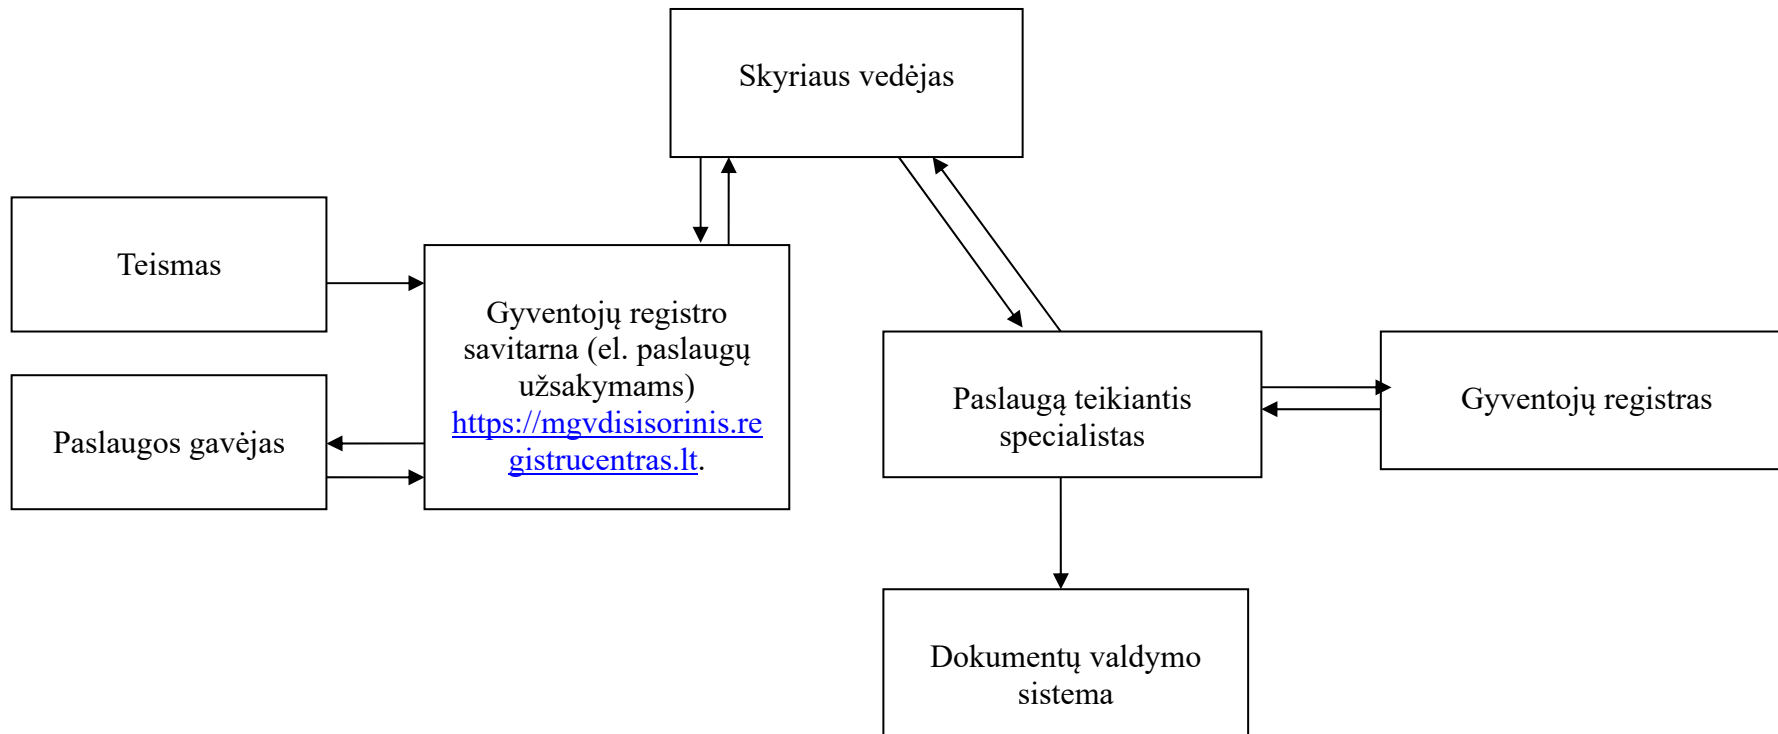 Skyriaus vedėjas
Teismas
Gyventojų registro
savitarna (el. paslaugų
užsakymams)
https://mgvdisisorinis.re
gistrucentras.lt.
Paslaugos gavėjas
Paslaugą teikiantis
specialistas
Gyventojų registras
Dokumentų valdymo
sistema